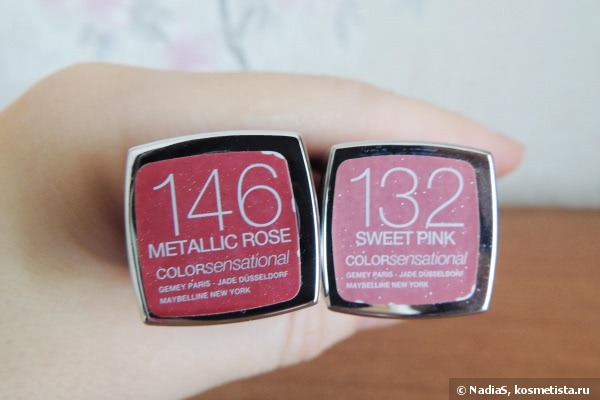 146
METALLIC ROSE
COLORsensational
GEMEY PARIS - JADE DÜSSELDORF
MAYBELLINE NEW YORK
132
SWEET PINK
COLORsensational
GEMEY PARIS - JADE DÜSSELDORF
MAYBELLINE NEW YORK
© NadiaS, kosmetista.ru